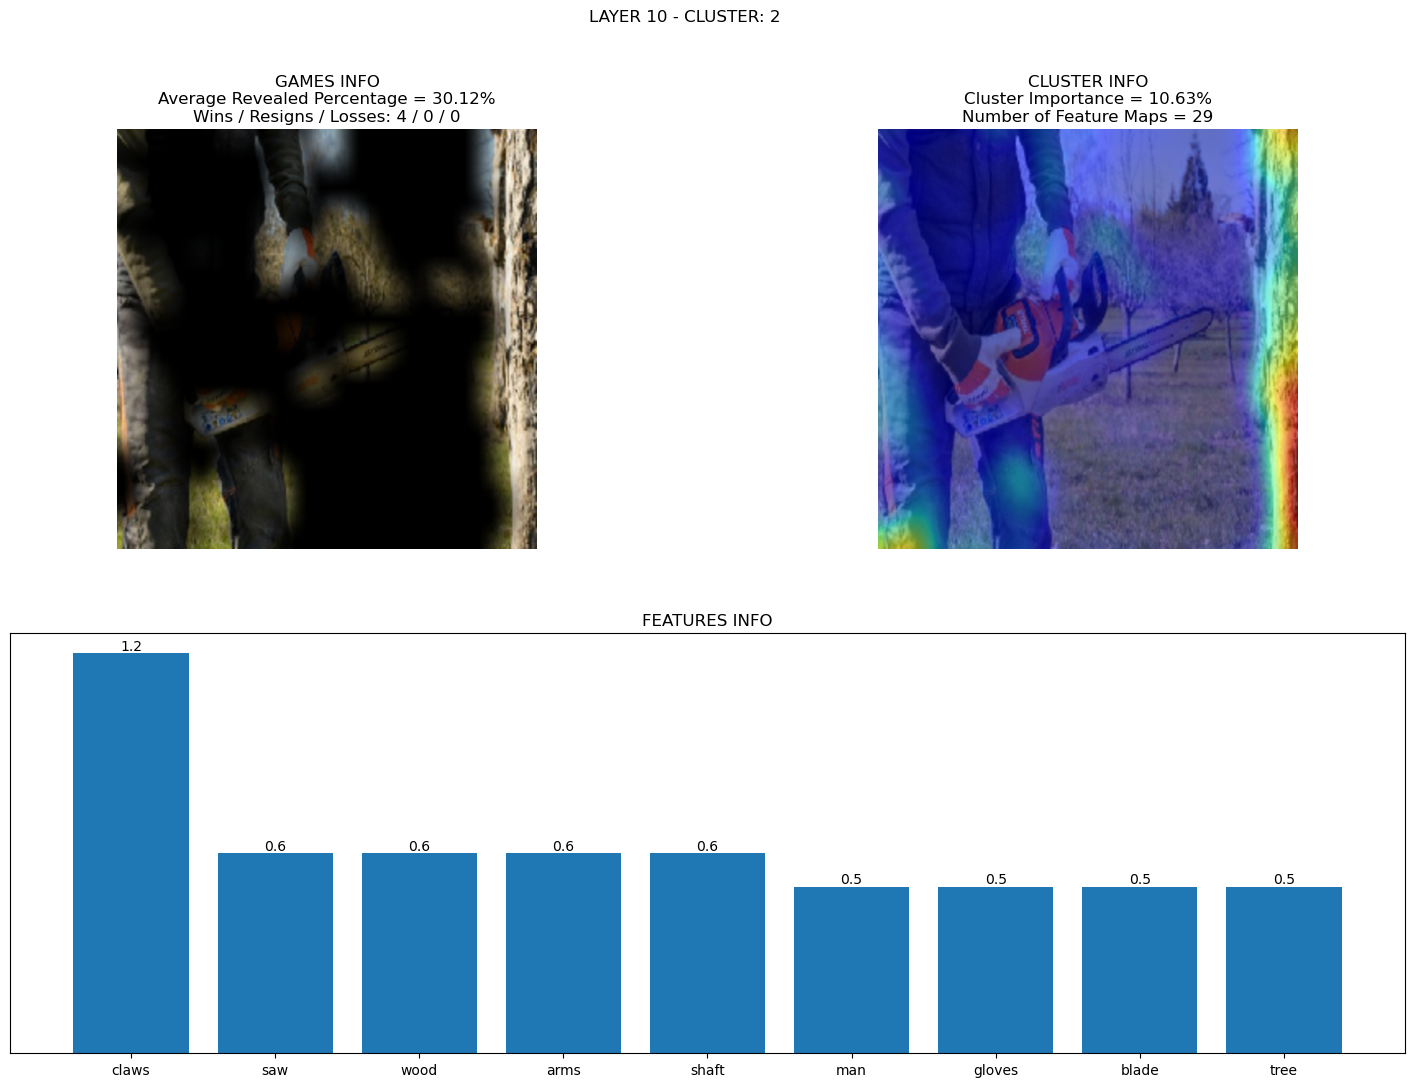 LAYER 10 - CLUSTER: 2
GAMES INFO
Average Revealed Percentage = 30.12%
Wins / Resigns / Losses: 4 / 0 / 0
CLUSTER INFO
Cluster Importance = 10.63%
Number of Feature Maps = 29
FEATURES INFO
1.2
0.6
0.6
0.6
0.6
0.5
0.5
0.5
0.5
claws
saw
wood
arms
shaft
man
gloves
blade
tree